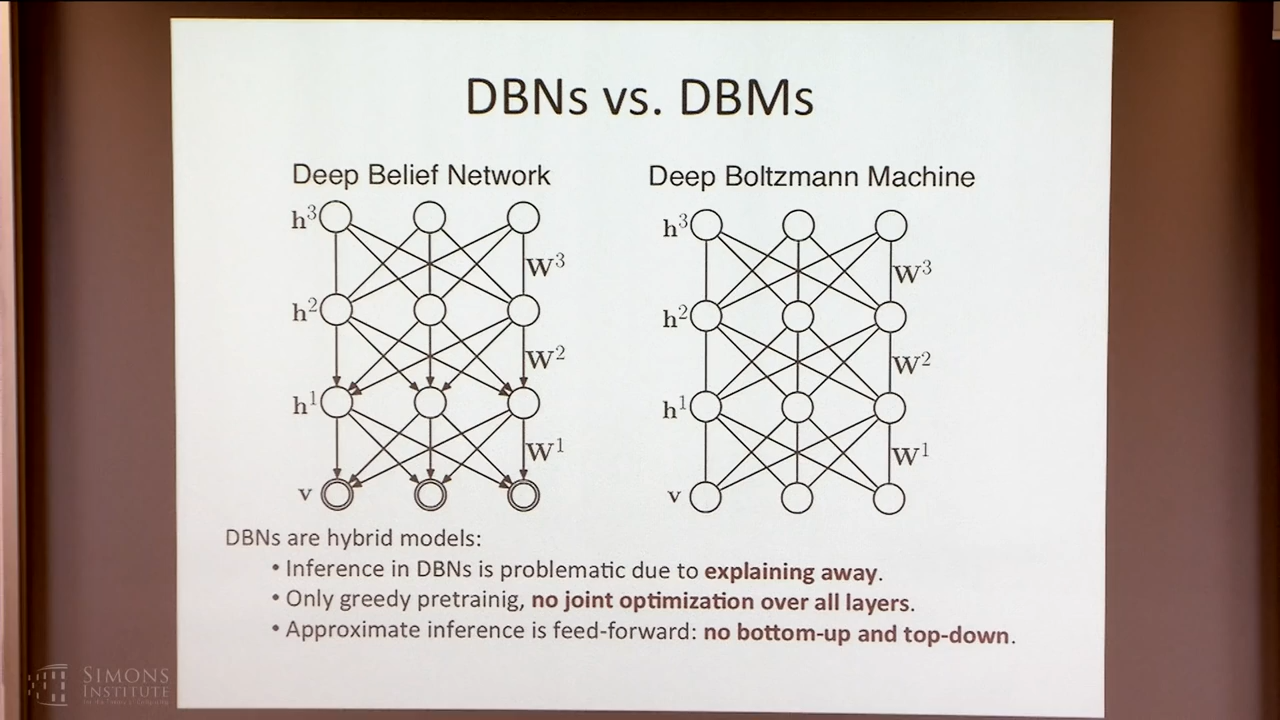 DBNs vs. DBMs
Deep Belief Network
Deep Boltzmann Machine
h³
W³
h²
W²
h¹
W¹
v
h³
W³
h²
W²
h¹
W¹
v
DBNs are hybrid models:
• Inference in DBNs is problematic due to explaining away.
• Only greedy pretrainig, no joint optimization over all layers.
• Approximate inference is feed-forward: no bottom-up and top-down.
SIMONS
INSTITUTE